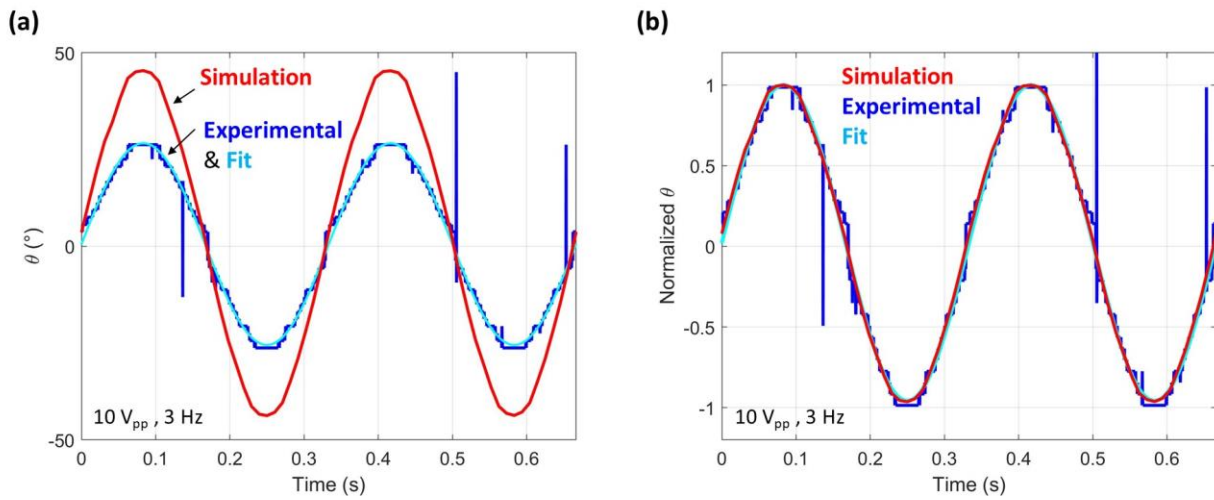 (a)
50
Simulation
Experimental
& Fit
0
θ (°)
10 Vpp , 3 Hz
-50
0
0.1
0.2
0.3
0.4
0.5
0.6
Time (s)
(b)
Simulation
Experimental
Fit
1
0.5
0
-0.5
-1
Normalized θ
10 Vpp , 3 Hz
0
0.1
0.2
0.3
0.4
0.5
0.6
Time (s)